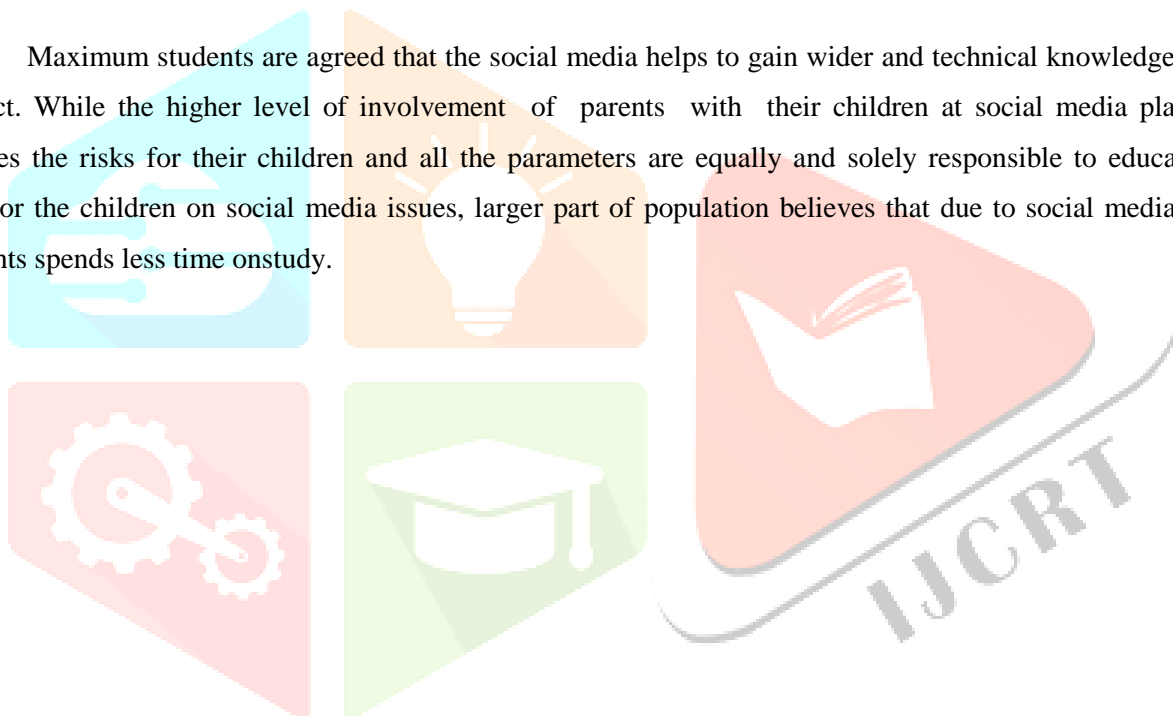 Maximum students are agreed that the social media helps to gain wider and technical knowledge
ct. While the higher level of involvement of parents with their children at social media pla
es the risks for their children and all the parameters are equally and solely responsible to educa
or the children on social media issues, larger part of population believes that due to social media
nts spends less time onstudy.
IJCRT